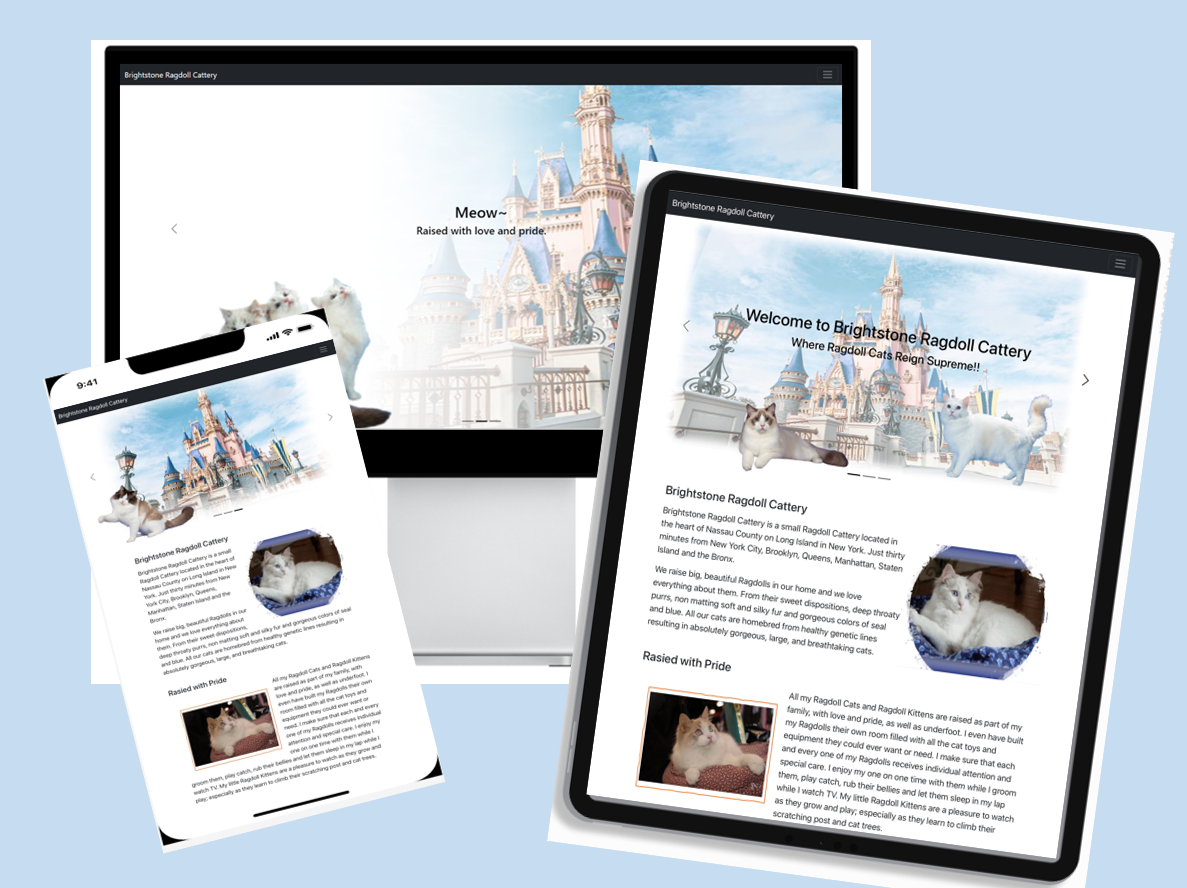 Brightstone Ragdoll Cattery
Meow~
Raised with love and pride.
9:41
Brightstone Ragdoll Cattery
Brightstone Ragdoll Cattery
Brightstone Ragdoll Cattery is a small
Ragdoll Cattery located in the heart of
Nassau County on Long Island in New
York. Just thirty minutes from New
York City, Brooklyn, Queens,
Manhattan, Staten Island and the
Bronx.
We raise big, beautiful Ragdolls in our
home and we love everything about
them. From their sweet dispositions,
deep throaty purrs, non matting soft and silky fur and gorgeous colors of seal
and blue. All our cats are homebred from healthy genetic lines resulting in
absolutely gorgeous, large, and breathtaking cats.
Rasied with Pride
All my Ragdoll Cats and Ragdoll Kittens
are raised as part of my family, with
love and pride, as well as underfoot. I
even have built my Ragdolls their own
room filled with all the cat toys and
equipment they could ever want or
need. I make sure that each and every
one of my Ragdolls receives individual
attention and special care. I enjoy my
one on one time with them while I
groom them, play catch, rub their bellies and let them sleep in my lap while I
watch TV. My little Ragdoll Kittens are a pleasure to watch as they grow and
play; especially as they learn to climb their scratching post and cat trees.
Brightstone Ragdoll Cattery
Welcome to Brightstone Ragdoll Cattery
Where Ragdoll Cats Reign Supreme!!
Brightstone Ragdoll Cattery
Brightstone Ragdoll Cattery is a small Ragdoll Cattery located in
the heart of Nassau County on Long Island in New York. Just thirty
minutes from New York City, Brooklyn, Queens, Manhattan, Staten
Island and the Bronx.
We raise big, beautiful Ragdolls in our home and we love
everything about them. From their sweet dispositions, deep throaty
purrs, non matting soft and silky fur and gorgeous colors of seal
and blue. All our cats are homebred from healthy genetic lines
resulting in absolutely gorgeous, large, and breathtaking cats.
Rasied with Pride
All my Ragdoll Cats and Ragdoll Kittens are raised as part of my
family, with love and pride, as well as underfoot. I even have built
my Ragdolls their own room filled with all the cat toys and
equipment they could ever want or need. I make sure that each
and every one of my Ragdolls receives individual attention and
special care. I enjoy my one on one time with them while I groom
them, play catch, rub their bellies and let them sleep in my lap
while I watch TV. My little Ragdoll Kittens are a pleasure to watch
as they grow and play; especially as they learn to climb their
scratching post and cat trees.